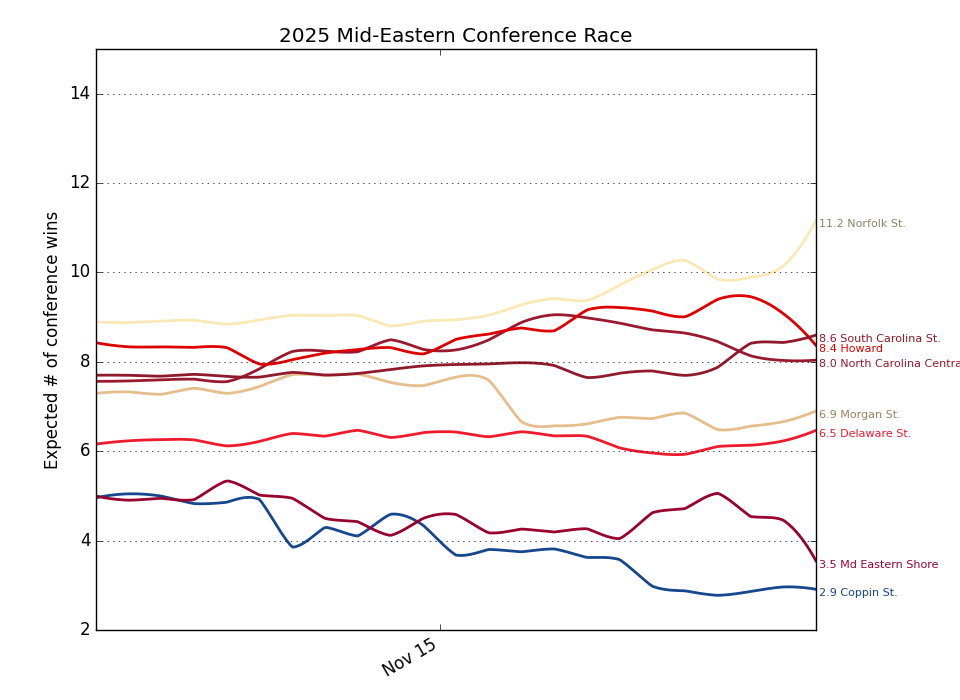 2025 Mid-Eastern Conference Race
Expected # of conference wins
14
12
10
8
6
4
2
Nov 15
11.2 Norfolk St.
8.6 South Carolina St.
8.4 Howard
8.0 North Carolina Centra
6.9 Morgan St.
6.5 Delaware St.
3.5 Md Eastern Shore
2.9 Coppin St.